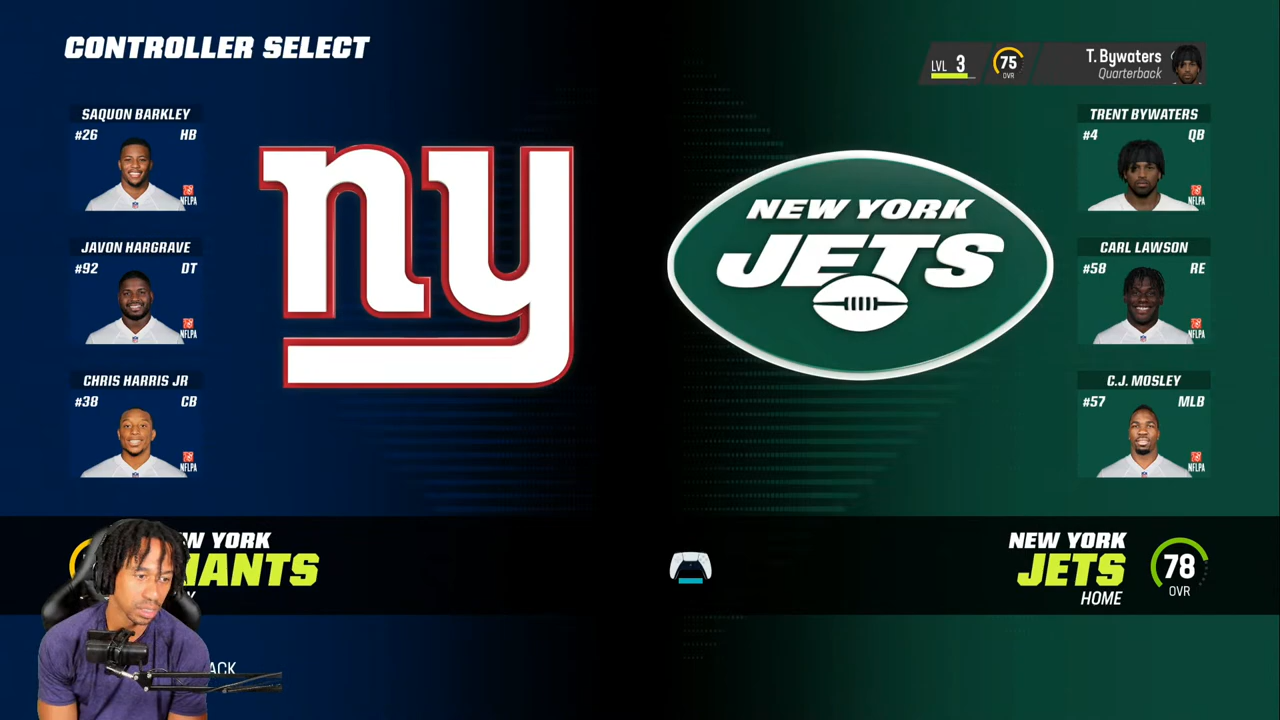 CONTROLLER SELECT
LVL 3
75
OVR
T. Bywaters
Quarterback
SAQUON BARKLEY
#26 HB
NFLPA
JAVON HARGRAVE
#92 DT
NFLPA
CHRIS HARRIS JR
#38 CB
NFLPA
ny
NEW YORK
JETS
TRENT BYWATERS
#4 QB
NFLPA
CARL LAWSON
#58 RE
NFLPA
C.J. MOSLEY
#57 MLB
NFLPA
YORK
NEW YORK
JETS
HOME
78
OVR